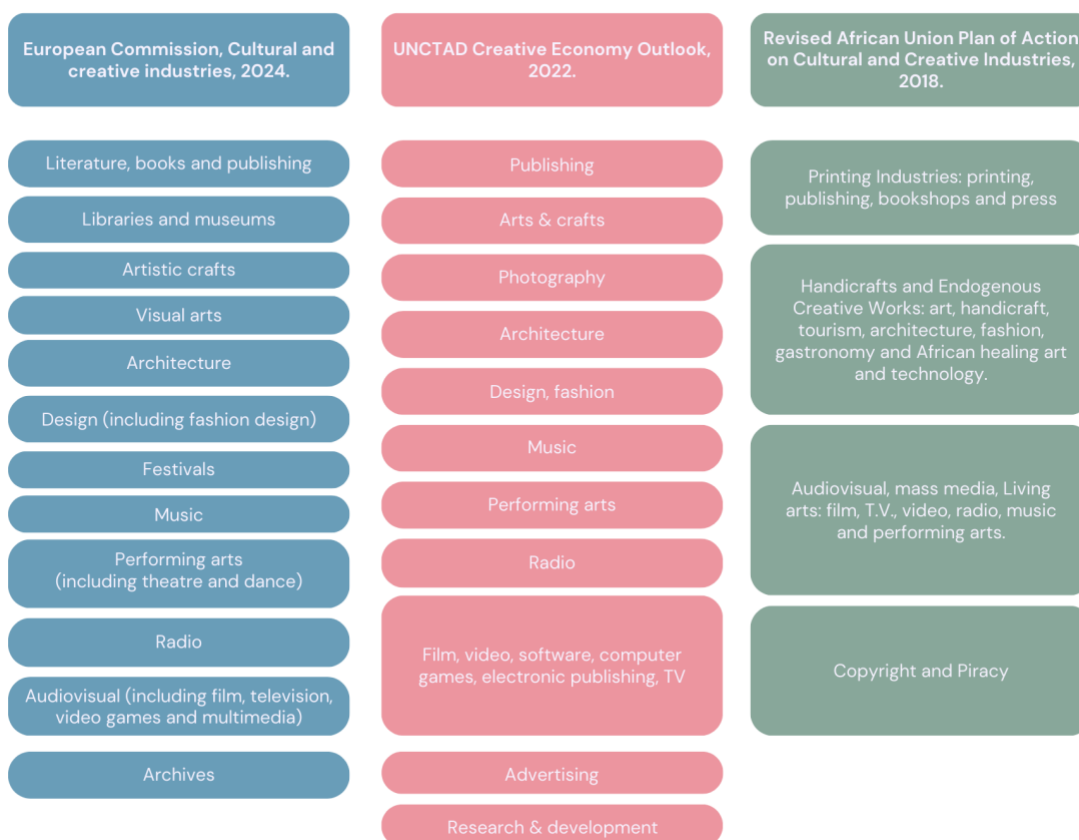 European Commission, Cultural and
creative industries, 2024.
Literature, books and publishing
Libraries and museums
Artistic crafts
Visual arts
Architecture
Design (including fashion design)
Festivals
Music
Performing arts
(including theatre and dance)
Radio
Audiovisual (including film, television,
video games and multimedia)
Archives
UNCTAD Creative Economy Outlook,
2022.
Publishing
Arts & crafts
Photography
Architecture
Design, fashion
Music
Performing arts
Radio
Film, video, software, computer
games, electronic publishing, TV
Advertising
Research & development
Revised African Union Plan of Action
on Cultural and Creative Industries,
2018.
Printing Industries: printing,
publishing, bookshops and press
Handicrafts and Endogenous
Creative Works: art, handicraft,
tourism, architecture, fashion,
gastronomy and African healing art
and technology.
Audiovisual, mass media, Living
arts: film, T.V., video, radio, music
and performing arts.
Copyright and Piracy